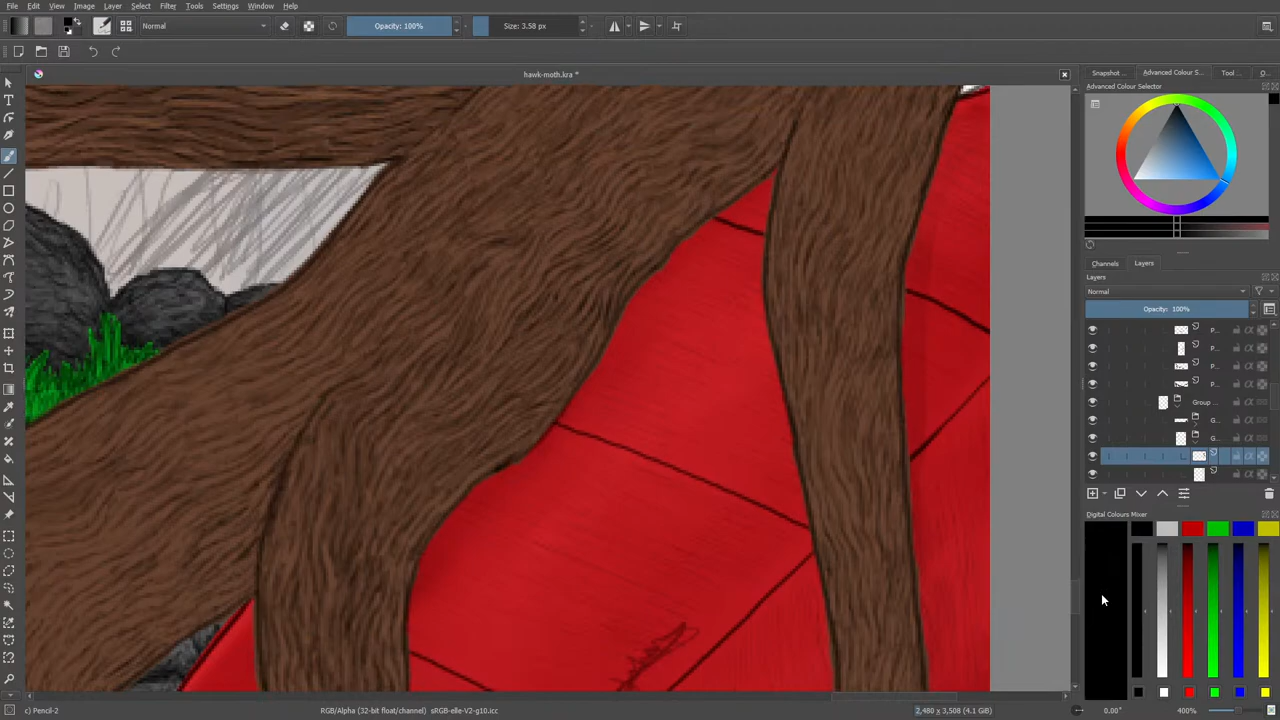 File Edit View Image Layer Select Filter Tools Settings Window Help
Normal Opacity: 100% Size: 3.58 px
hawk-moth.kra *
Snapshot ... Advanced Colour S... Tool ... O...
Advanced Colour Selector
Channels Layers
Layers
Normal
Opacity: 100%
P...
P...
P...
P...
Group ...
G...
G...
Digital Colours Mixer
c) Pencil-2 RGB/Alpha (32-bit float/channel) sRGB-elle-V2-g10.icc 2,480 x 3,508 (4.1 GiB) 0.00° 400%